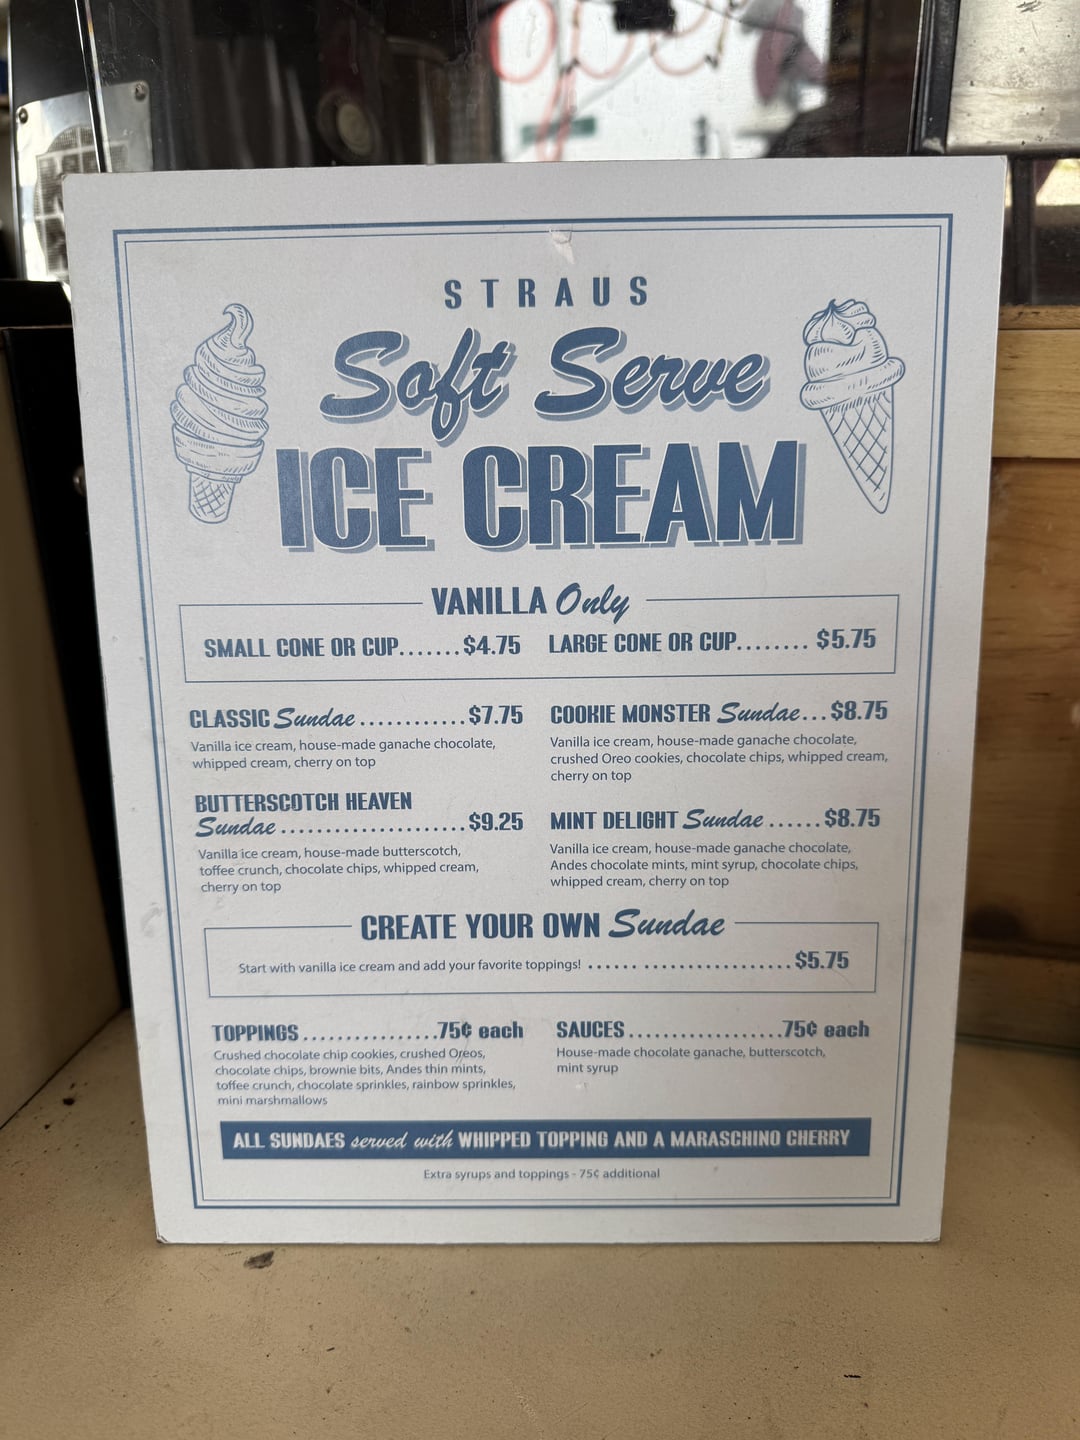 open
STRAUS
Soft Serve
ICE CREAM
VANILLA Only
SMALL CONE OR CUP.......$4.75
LARGE CONE OR CUP........ $5.75
CLASSIC Sundae ............$7.75
Vanilla ice cream, house-made ganache chocolate,
whipped cream, cherry on top
COOKIE MONSTER Sundae...$8.75
Vanilla ice cream, house-made ganache chocolate,
crushed Oreo cookies, chocolate chips, whipped cream,
cherry on top
BUTTERSCOTCH HEAVEN
Sundae ......................$9.25
Vanilla ice cream, house-made butterscotch,
toffee crunch, chocolate chips, whipped cream,
cherry on top
MINT DELIGHT Sundae ......$8.75
Vanilla ice cream, house-made ganache chocolate,
Andes chocolate mints, mint syrup, chocolate chips,
whipped cream, cherry on top
CREATE YOUR OWN Sundae
Start with vanilla ice cream and add your favorite toppings! ...... ..................$5.75
TOPPINGS ................75¢ each
Crushed chocolate chip cookies, crushed Oreos,
chocolate chips, brownie bits, Andes thin mints,
toffee crunch, chocolate sprinkles, rainbow sprinkles,
mini marshmallows
SAUCES..................75¢ each
House-made chocolate ganache, butterscotch,
mint syrup
ALL SUNDAES served with WHIPPED TOPPING AND A MARASCHINO CHERRY
Extra syrups and toppings - 75¢ additional